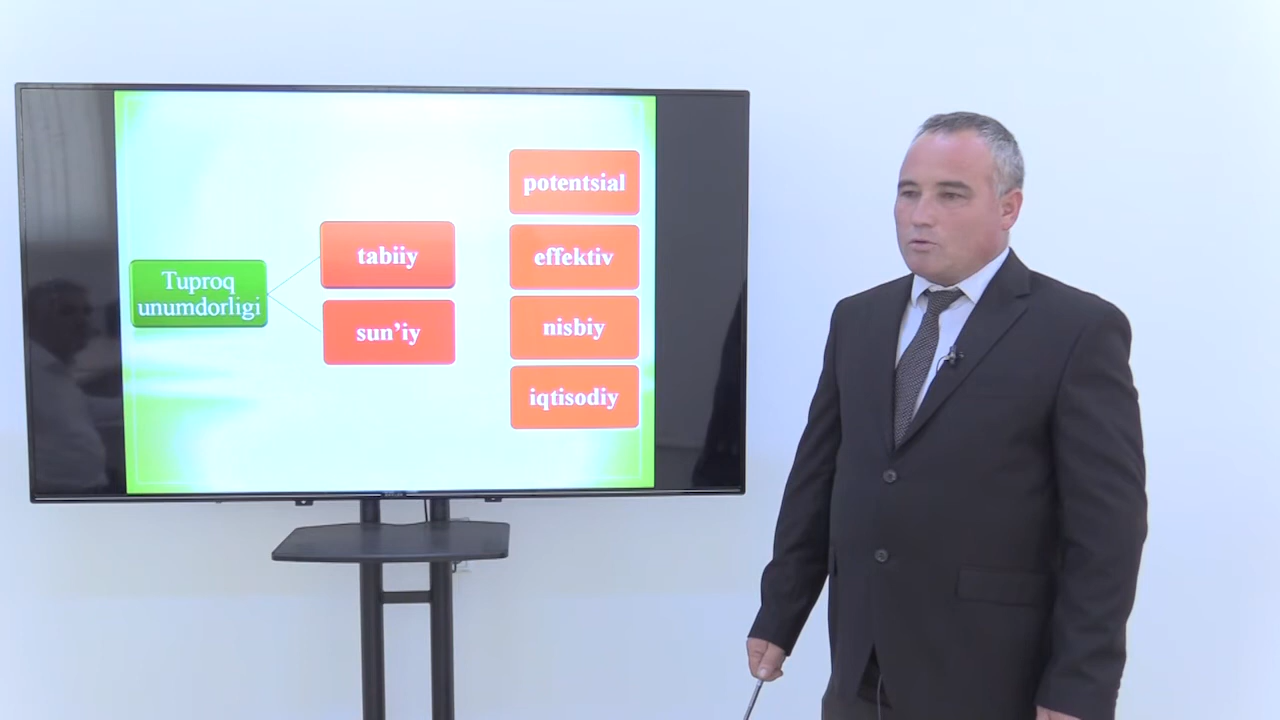 Tuproq
unumdorligi
tabiiy
sun’iy
potentsial
effektiv
nisbiy
iqtisodiy